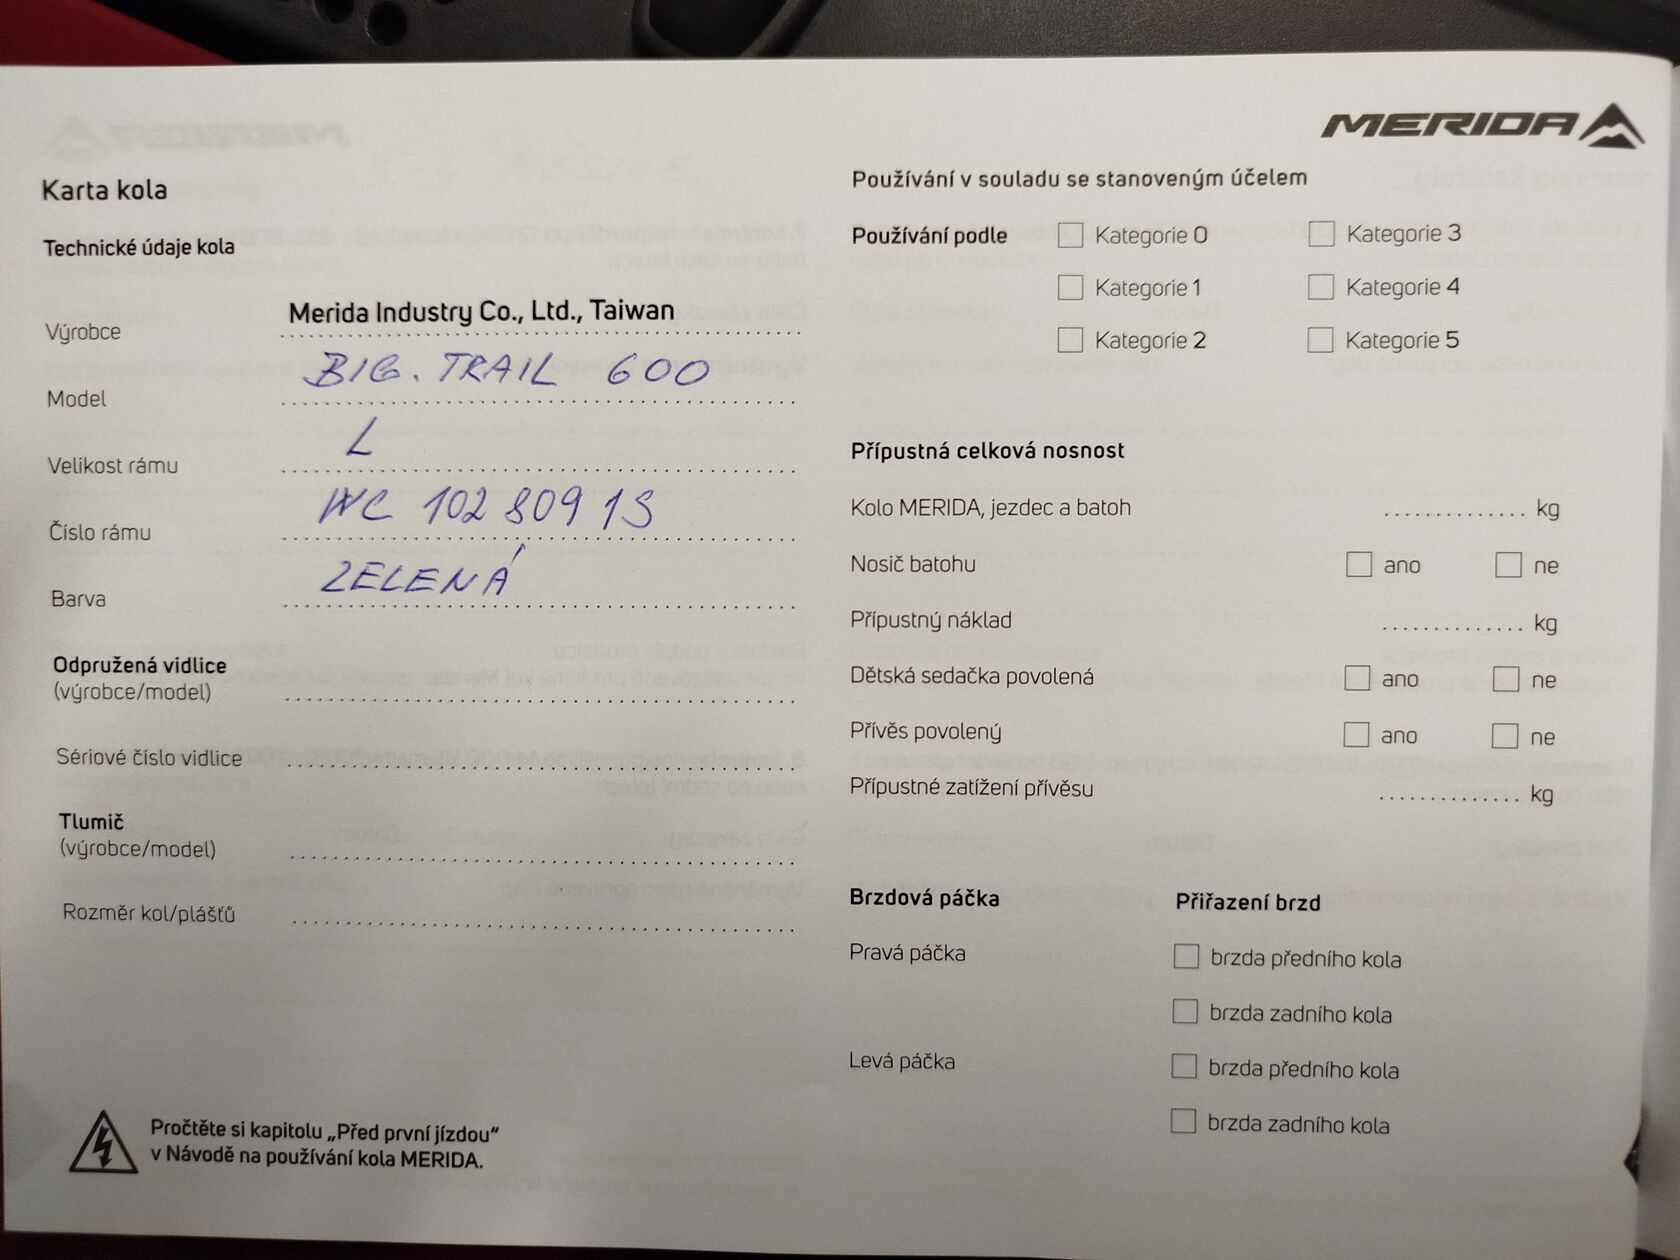 MERIDA
Karta kola
Technické údaje kola
Výrobce Merida Industry Co., Ltd., Taiwan
Model BIG. TRAIL 600
Velikost rámu L
Číslo rámu WC 102 809 1S
Barva ZELENÁ
Odpružená vidlice
(výrobce/model)
Sériové číslo vidlice
Tlumič
(výrobce/model)
Rozměr kol/plášťů
Pročtěte si kapitolu „Před první jízdou“
v Návodě na používání kola MERIDA.
Používání v souladu se stanoveným účelem
Používání podle Kategorie 0 Kategorie 3
Kategorie 1 Kategorie 4
Kategorie 2 Kategorie 5
Přípustná celková nosnost
Kolo MERIDA, jezdec a batoh .............. kg
Nosič batohu ano ne
Přípustný náklad .............. kg
Dětská sedačka povolená ano ne
Přívěs povolený ano ne
Přípustné zatížení přívěsu .............. kg
Brzdová páčka Přiřazení brzd
Pravá páčka brzda předního kola
brzda zadního kola
Levá páčka brzda předního kola
brzda zadního kola